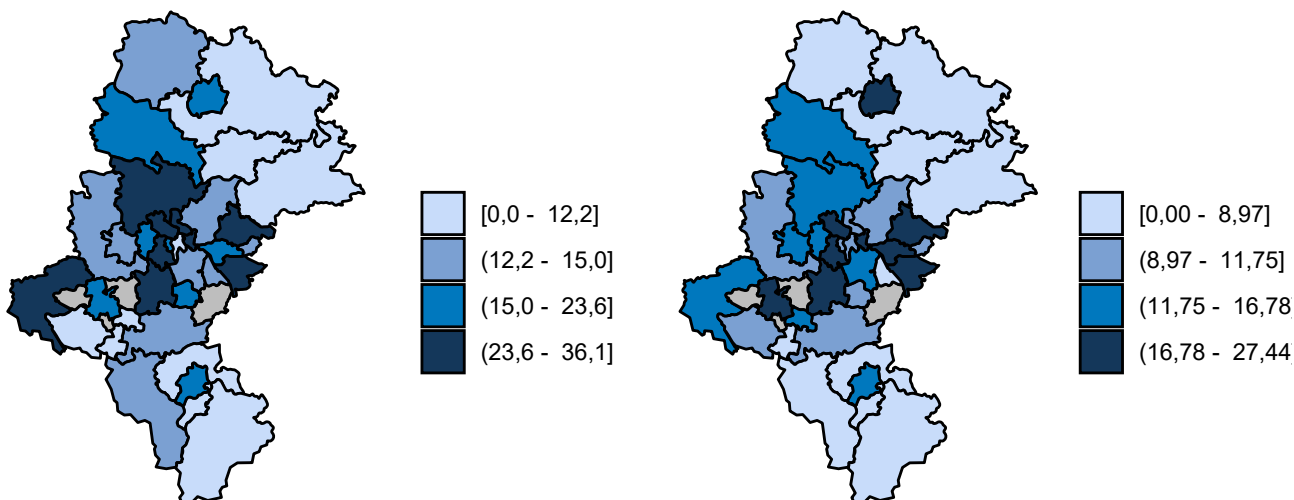 [0,0 - 12,2]
(12,2 - 15,0]
(15,0 - 23,6]
(23,6 - 36,1]
[0,00 - 8,97]
(8,97 - 11,75]
(11,75 - 16,78]
(16,78 - 27,44]